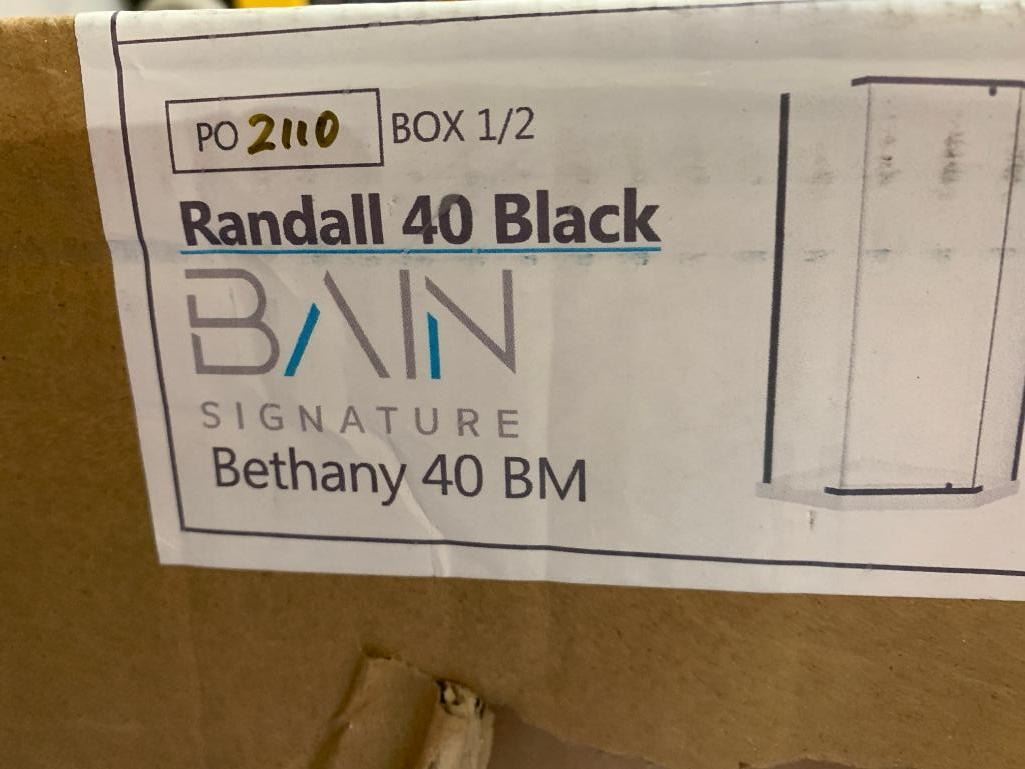 PO 2110 BOX 1/2
Randall 40 Black
BAIN
SIGNATURE
Bethany 40 BM